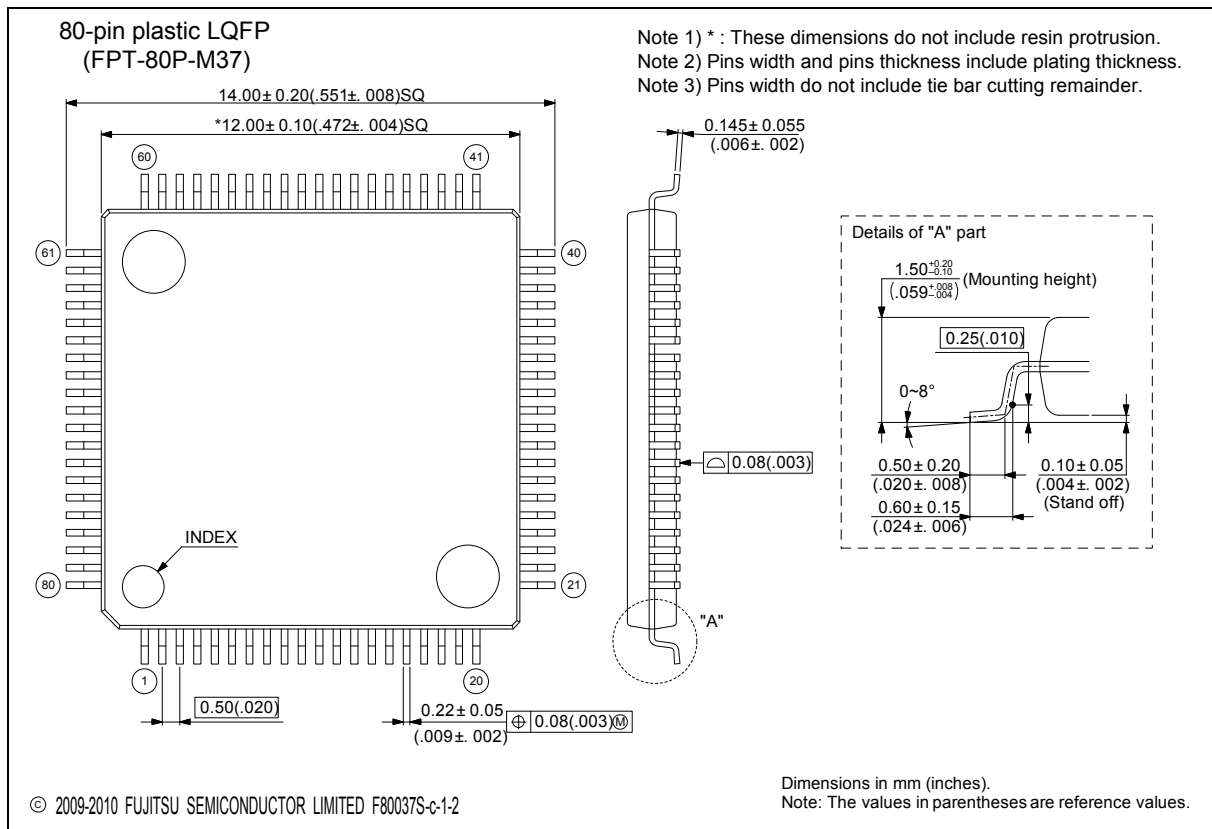 80-pin plastic LQFP
(FPT-80P-M37)
Note 1) * : These dimensions do not include resin protrusion.
Note 2) Pins width and pins thickness include plating thickness.
Note 3) Pins width do not include tie bar cutting remainder.
14.00± 0.20(.551±. 008)SQ
*12.00± 0.10(.472±. 004)SQ
60
41
61
40
INDEX
80
21
1
20
0.50(.020)
0.22± 0.05
(.009±. 002)
⌖ 0.08(.003)Ⓜ
0.145± 0.055
(.006±. 002)
⌓ 0.08(.003)
"A"
Details of "A" part
1.50 +0.20 −0.10
(.059 +.008 −.004)
(Mounting height)
0.25(.010)
0~8°
0.50± 0.20
(.020±. 008)
0.60± 0.15
(.024±. 006)
0.10± 0.05
(.004±. 002)
(Stand off)
© 2009-2010 FUJITSU SEMICONDUCTOR LIMITED F80037S-c-1-2
Dimensions in mm (inches).
Note: The values in parentheses are reference values.